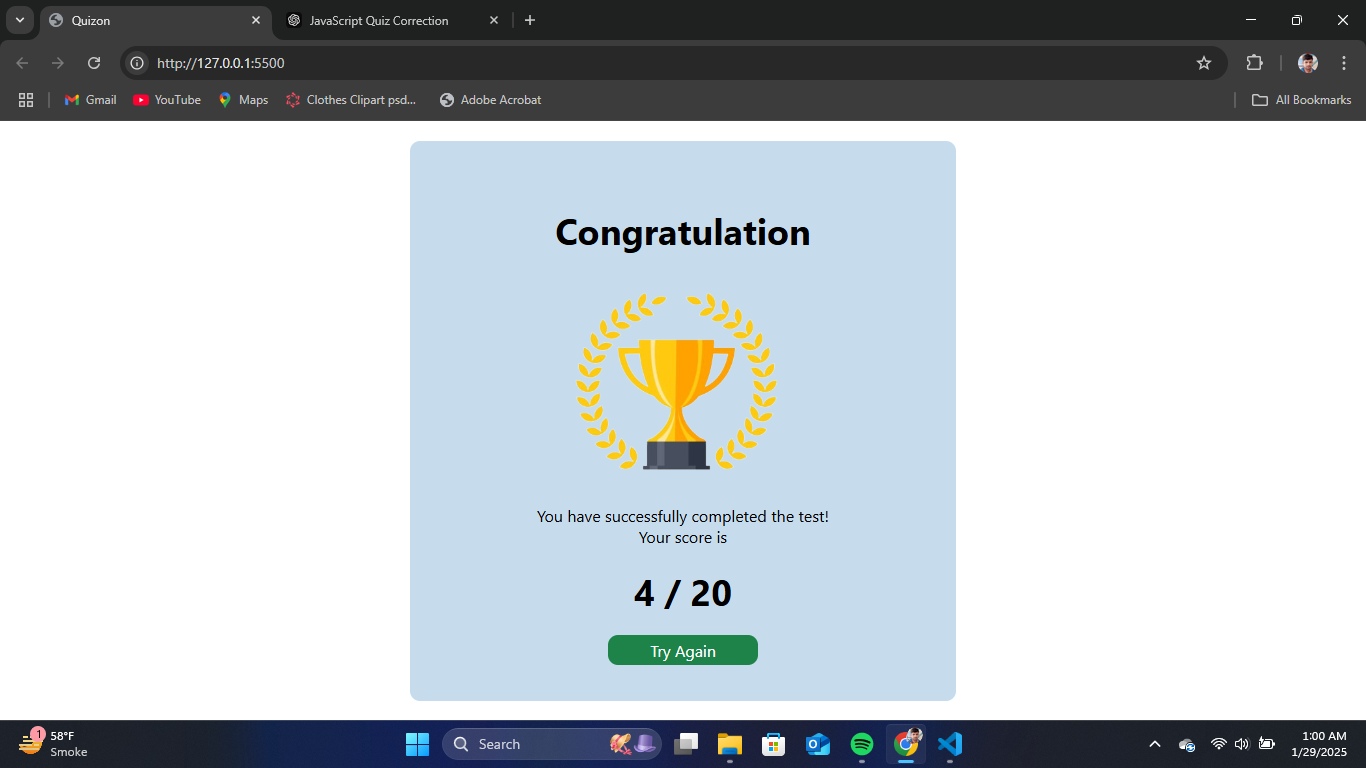 Quizon
JavaScript Quiz Correction
http://127.0.0.1:5500
Gmail
YouTube
Maps
Clothes Clipart psd...
Adobe Acrobat
All Bookmarks
Congratulation
You have successfully completed the test!
Your score is
4 / 20
Try Again
1
58°F
Smoke
Search
1:00 AM
1/29/2025